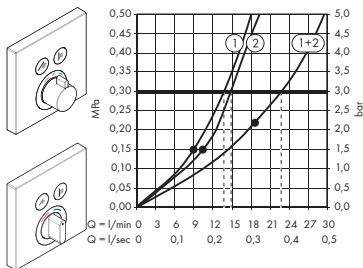 0,50 5,0
0,45 4,5
1 2 1+2
0,40 4,0
0,35 3,5
0,30 3,0
MPa bar
0,25 2,5
0,20 2,0
0,15 1,5
0,10 1,0
0,05 0,5
0,00 0,0
Q = l/min 0 3 6 9 12 15 18 21 24 27 30
Q = l/sec 0 0,1 0,2 0,3 0,4 0,5